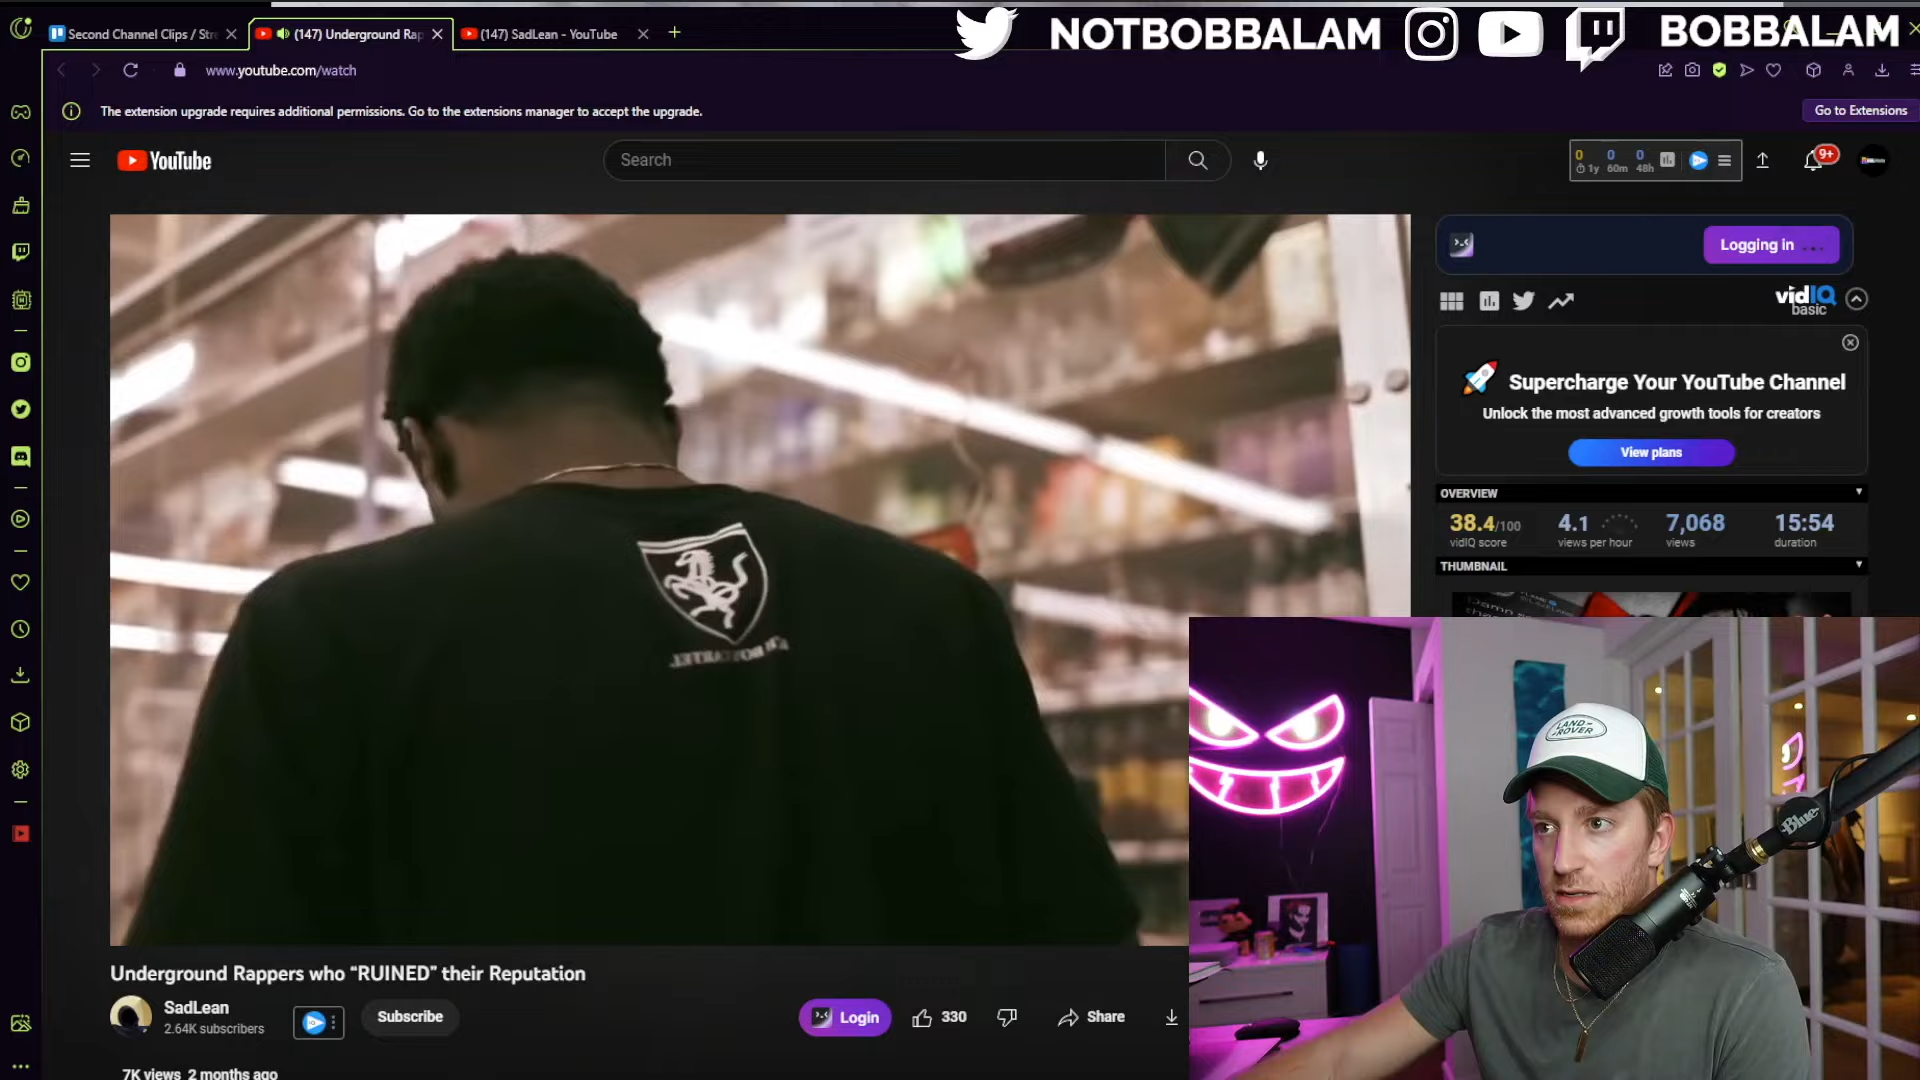 Second Channel Clips / Stre
(147) Underground Rap
(147) SadLean - YouTube
NOTBOBBALAM
BOBBALAM
www.youtube.com/watch
The extension upgrade requires additional permissions. Go to the extensions manager to accept the upgrade.
Go to Extensions
YouTube
Search
0 0 0
1y 60m 48h
9+
Logging in ...
vidIQ
basic
Supercharge Your YouTube Channel
Unlock the most advanced growth tools for creators
View plans
OVERVIEW
38.4/100 4.1 7,068 15:54
vidIQ score views per hour views duration
THUMBNAIL
LAND-
ROVER
Blue
Underground Rappers who “RUINED” their Reputation
SadLean
2.64K subscribers
Subscribe
Login
330
Share
7K views 2 months ago